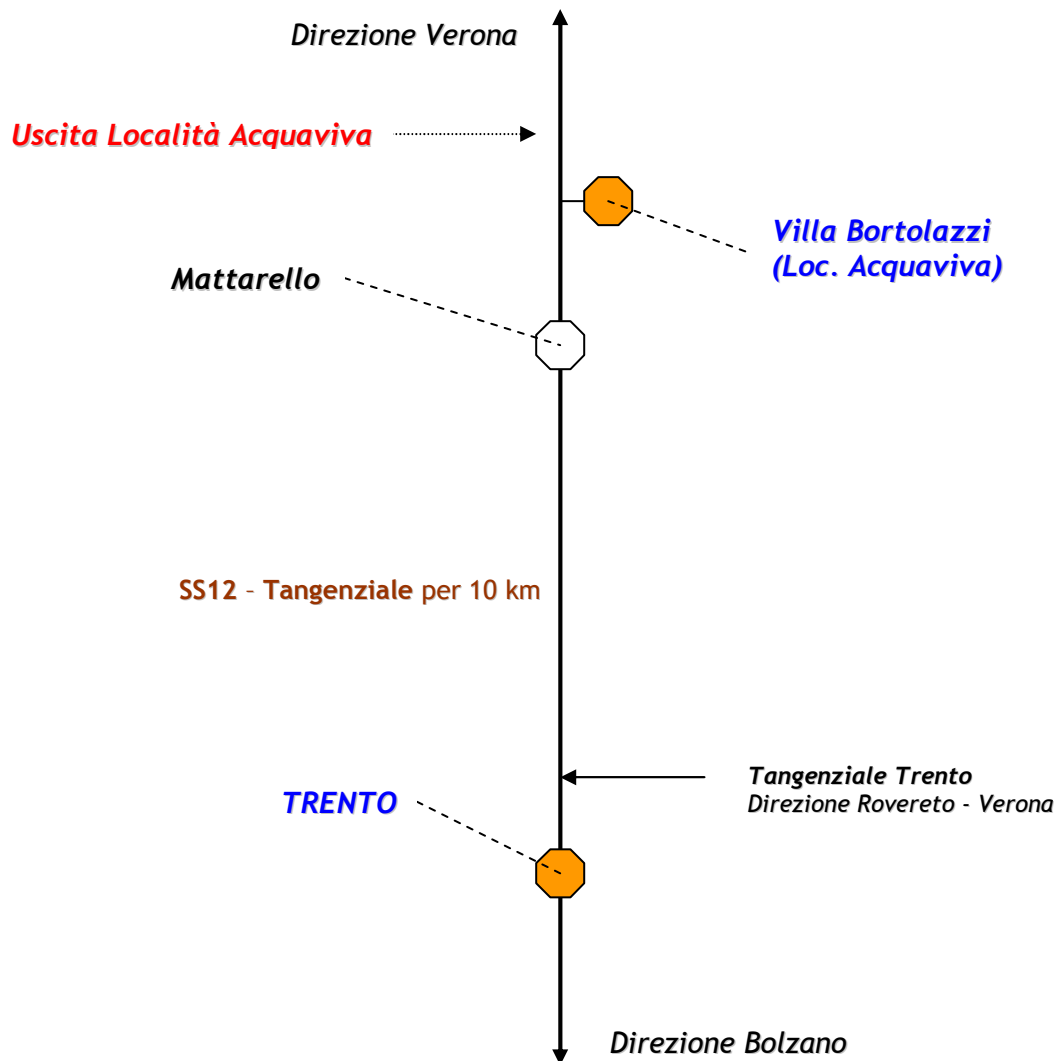 Direzione Verona
Uscita Località Acquaviva
Villa Bortolazzi
(Loc. Acquaviva)
Mattarello
SS12 – Tangenziale per 10 km
Tangenziale Trento
Direzione Rovereto - Verona
TRENTO
Direzione Bolzano